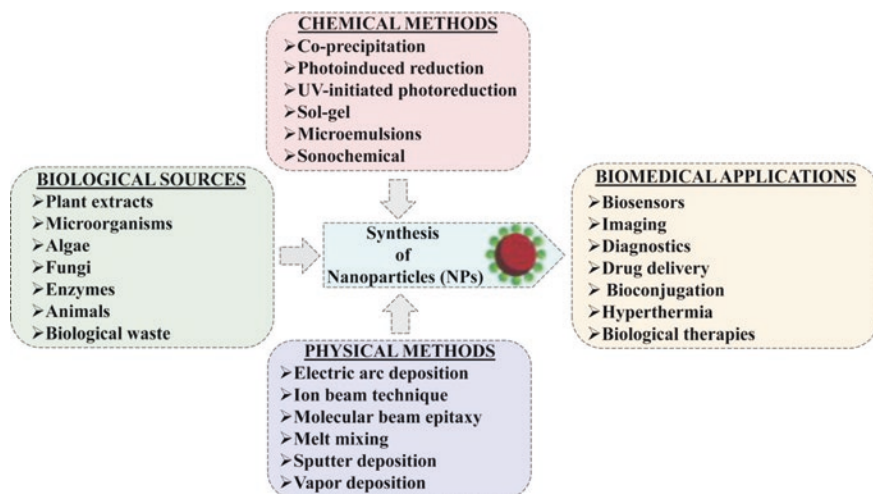 CHEMICAL METHODS
➢Co-precipitation
➢Photoinduced reduction
➢UV-initiated photoreduction
➢Sol-gel
➢Microemulsions
➢Sonochemical
BIOLOGICAL SOURCES
➢Plant extracts
➢Microorganisms
➢Algae
➢Fungi
➢Enzymes
➢Animals
➢Biological waste
Synthesis
of
Nanoparticles (NPs)
BIOMEDICAL APPLICATIONS
➢Biosensors
➢Imaging
➢Diagnostics
➢Drug delivery
➢ Bioconjugation
➢Hyperthermia
➢Biological therapies
PHYSICAL METHODS
➢Electric arc deposition
➢Ion beam technique
➢Molecular beam epitaxy
➢Melt mixing
➢Sputter deposition
➢Vapor deposition